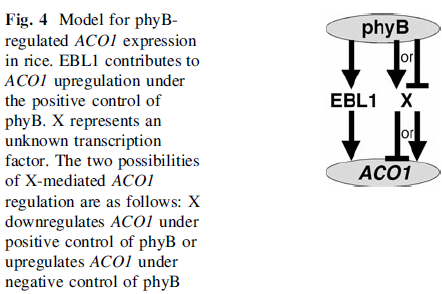 Fig. 4 Model for phyB-
regulated ACO1 expression
in rice. EBL1 contributes to
ACO1 upregulation under
the positive control of
phyB. X represents an
unknown transcription
factor. The two possibilities
of X-mediated ACO1
regulation are as follows: X
downregulates ACO1 under
positive control of phyB or
upregulates ACO1 under
negative control of phyB
phyB
or
EBL1 X
or
ACO1